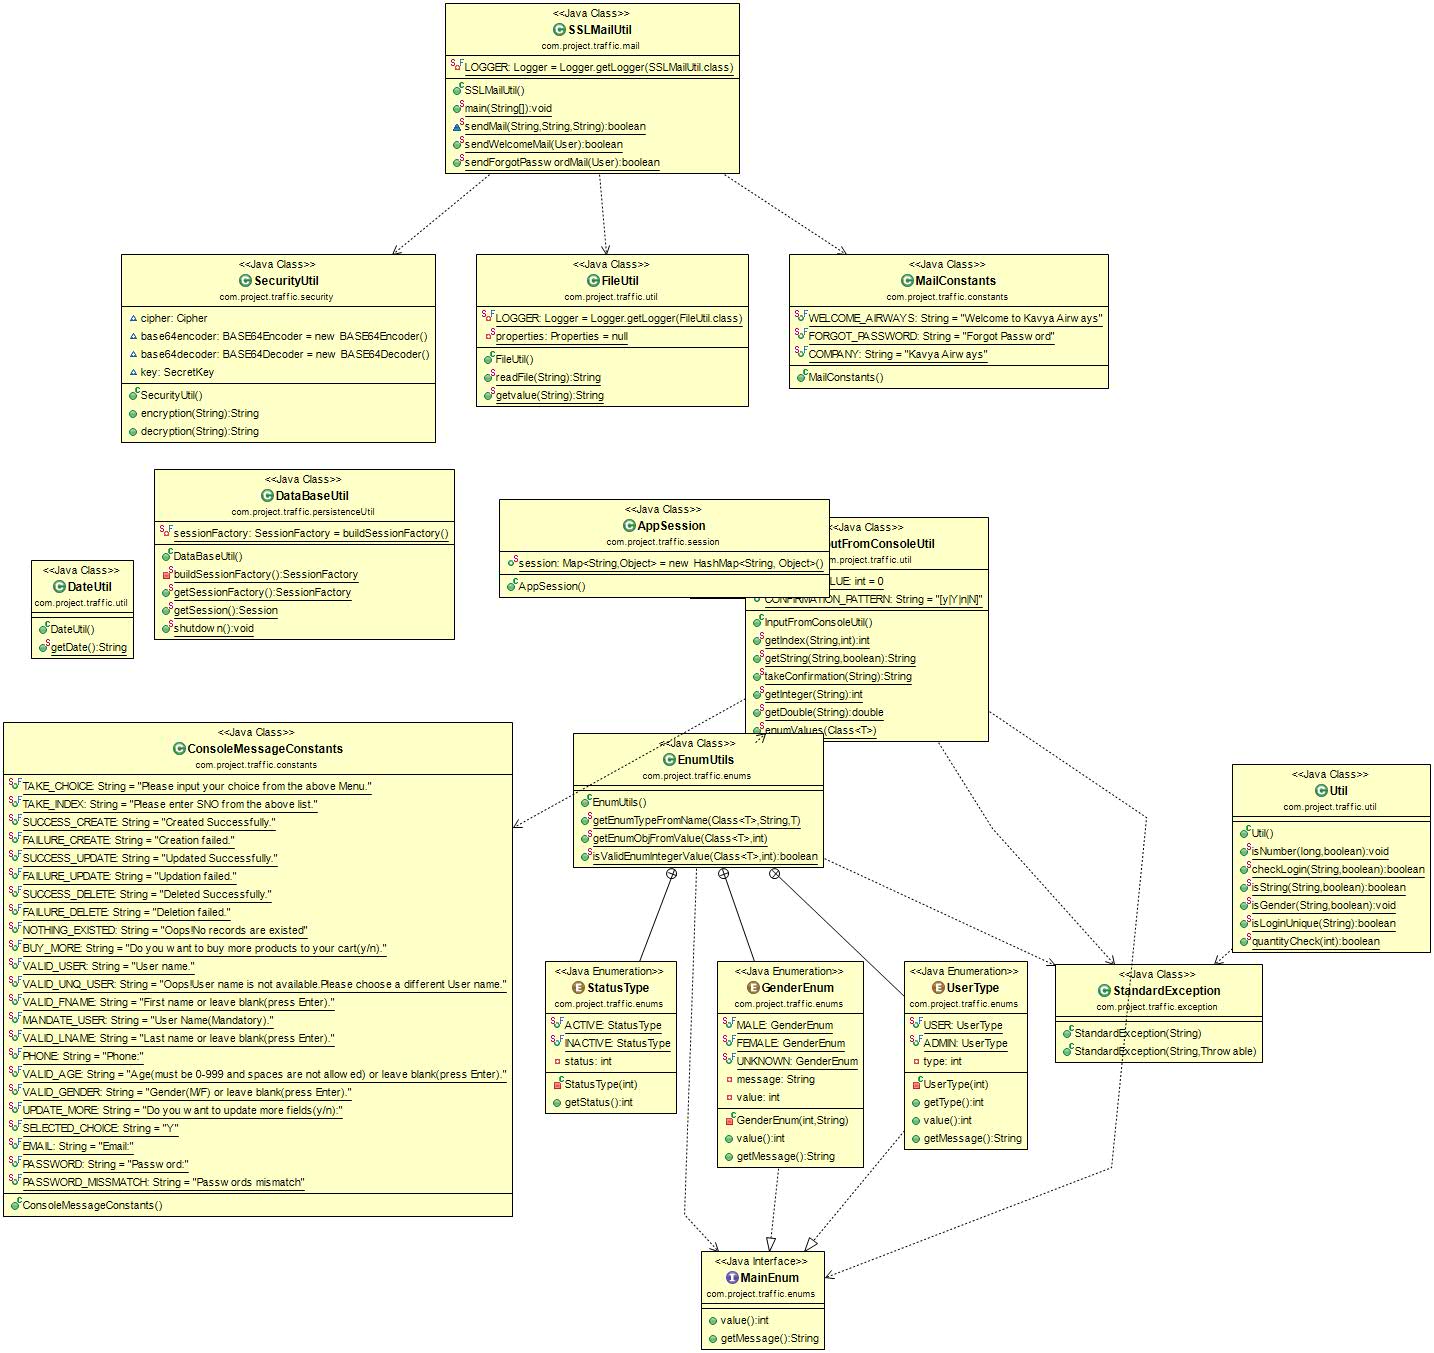 <<Java Class>>
SSLMailUtil
com.project.traffic.mail
LOGGER: Logger = Logger.getLogger(SSLMailUtil.class)
SSLMailUtil()
main(String[]):void
sendMail(String,String,String):boolean
sendWelcomeMail(User):boolean
sendForgotPasswordMail(User):boolean
<<Java Class>>
SecurityUtil
com.project.traffic.security
cipher: Cipher
base64encoder: BASE64Encoder = new BASE64Encoder()
base64decoder: BASE64Decoder = new BASE64Decoder()
key: SecretKey
SecurityUtil()
encryption(String):String
decryption(String):String
<<Java Class>>
FileUtil
com.project.traffic.util
LOGGER: Logger = Logger.getLogger(FileUtil.class)
properties: Properties = null
FileUtil()
readFile(String):String
getvalue(String):String
<<Java Class>>
MailConstants
com.project.traffic.constants
WELCOME_AIRWAYS: String = "Welcome to Kavya Airways"
FORGOT_PASSWORD: String = "Forgot Password"
COMPANY: String = "Kavya Airways"
MailConstants()
<<Java Class>>
DataBaseUtil
com.project.traffic.persistenceUtil
sessionFactory: SessionFactory = buildSessionFactory()
DataBaseUtil()
buildSessionFactory():SessionFactory
getSessionFactory():SessionFactory
getSession():Session
shutdown():void
<<Java Class>>
DateUtil
com.project.traffic.util
DateUtil()
getDate():String
<<Java Class>>
AppSession
com.project.traffic.session
session: Map<String,Object> = new HashMap<String, Object>()
AppSession()
<<Java Class>>
utFromConsoleUtil
com.project.traffic.util
LUE: int = 0
CONFIRMATION_PATTERN: String = "[y|Y|n|N]"
InputFromConsoleUtil()
getIndex(String,int):int
getString(String,boolean):String
takeConfirmation(String):String
getInteger(String):int
getDouble(String):double
enumValues(Class<T>)
<<Java Class>>
ConsoleMessageConstants
com.project.traffic.constants
TAKE_CHOICE: String = "Please input your choice from the above Menu."
TAKE_INDEX: String = "Please enter SNO from the above list."
SUCCESS_CREATE: String = "Created Successfully."
FAILURE_CREATE: String = "Creation failed."
SUCCESS_UPDATE: String = "Updated Successfully."
FAILURE_UPDATE: String = "Updation failed."
SUCCESS_DELETE: String = "Deleted Successfully."
FAILURE_DELETE: String = "Deletion failed."
NOTHING_EXISTED: String = "Oops!No records are existed"
BUY_MORE: String = "Do you want to buy more products to your cart(y/n)."
VALID_USER: String = "User name."
VALID_UNQ_USER: String = "Oops!User name is not available.Please choose a different User name."
VALID_FNAME: String = "First name or leave blank(press Enter)."
MANDATE_USER: String = "User Name(Mandatory)."
VALID_LNAME: String = "Last name or leave blank(press Enter)."
PHONE: String = "Phone:"
VALID_AGE: String = "Age(must be 0-999 and spaces are not allowed) or leave blank(press Enter)."
VALID_GENDER: String = "Gender(M/F) or leave blank(press Enter)."
UPDATE_MORE: String = "Do you want to update more fields(y/n):"
SELECTED_CHOICE: String = "Y"
EMAIL: String = "Email:"
PASSWORD: String = "Password:"
PASSWORD_MISSMATCH: String = "Passwords mismatch"
ConsoleMessageConstants()
<<Java Class>>
EnumUtils
com.project.traffic.enums
EnumUtils()
getEnumTypeFromName(Class<T>,String,T)
getEnumObjFromValue(Class<T>,int)
isValidEnumIntegerValue(Class<T>,int):boolean
<<Java Class>>
Util
com.project.traffic.util
Util()
isNumber(long,boolean):void
checkLogin(String,boolean):boolean
isString(String,boolean):boolean
isGender(String,boolean):void
isLoginUnique(String):boolean
quantityCheck(int):boolean
<<Java Enumeration>>
StatusType
com.project.traffic.enums
ACTIVE: StatusType
INACTIVE: StatusType
status: int
StatusType(int)
getStatus():int
<<Java Enumeration>>
GenderEnum
com.project.traffic.enums
MALE: GenderEnum
FEMALE: GenderEnum
UNKNOWN: GenderEnum
message: String
value: int
GenderEnum(int,String)
value():int
getMessage():String
<<Java Enumeration>>
UserType
com.project.traffic.enums
USER: UserType
ADMIN: UserType
type: int
UserType(int)
getType():int
value():int
getMessage():String
<<Java Class>>
StandardException
com.project.traffic.exception
StandardException(String)
StandardException(String,Throwable)
<<Java Interface>>
MainEnum
com.project.traffic.enums
value():int
getMessage():String